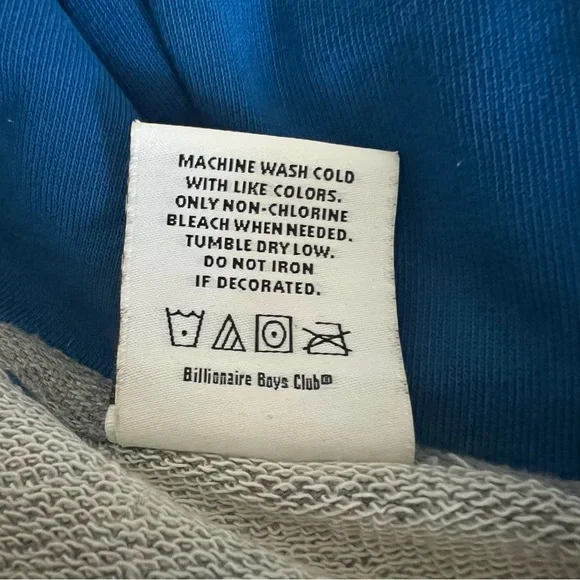 MACHINE WASH COLD
WITH LIKE COLORS.
ONLY NON-CHLORINE
BLEACH WHEN NEEDED.
TUMBLE DRY LOW.
DO NOT IRON
IF DECORATED.
Billionaire Boys Club